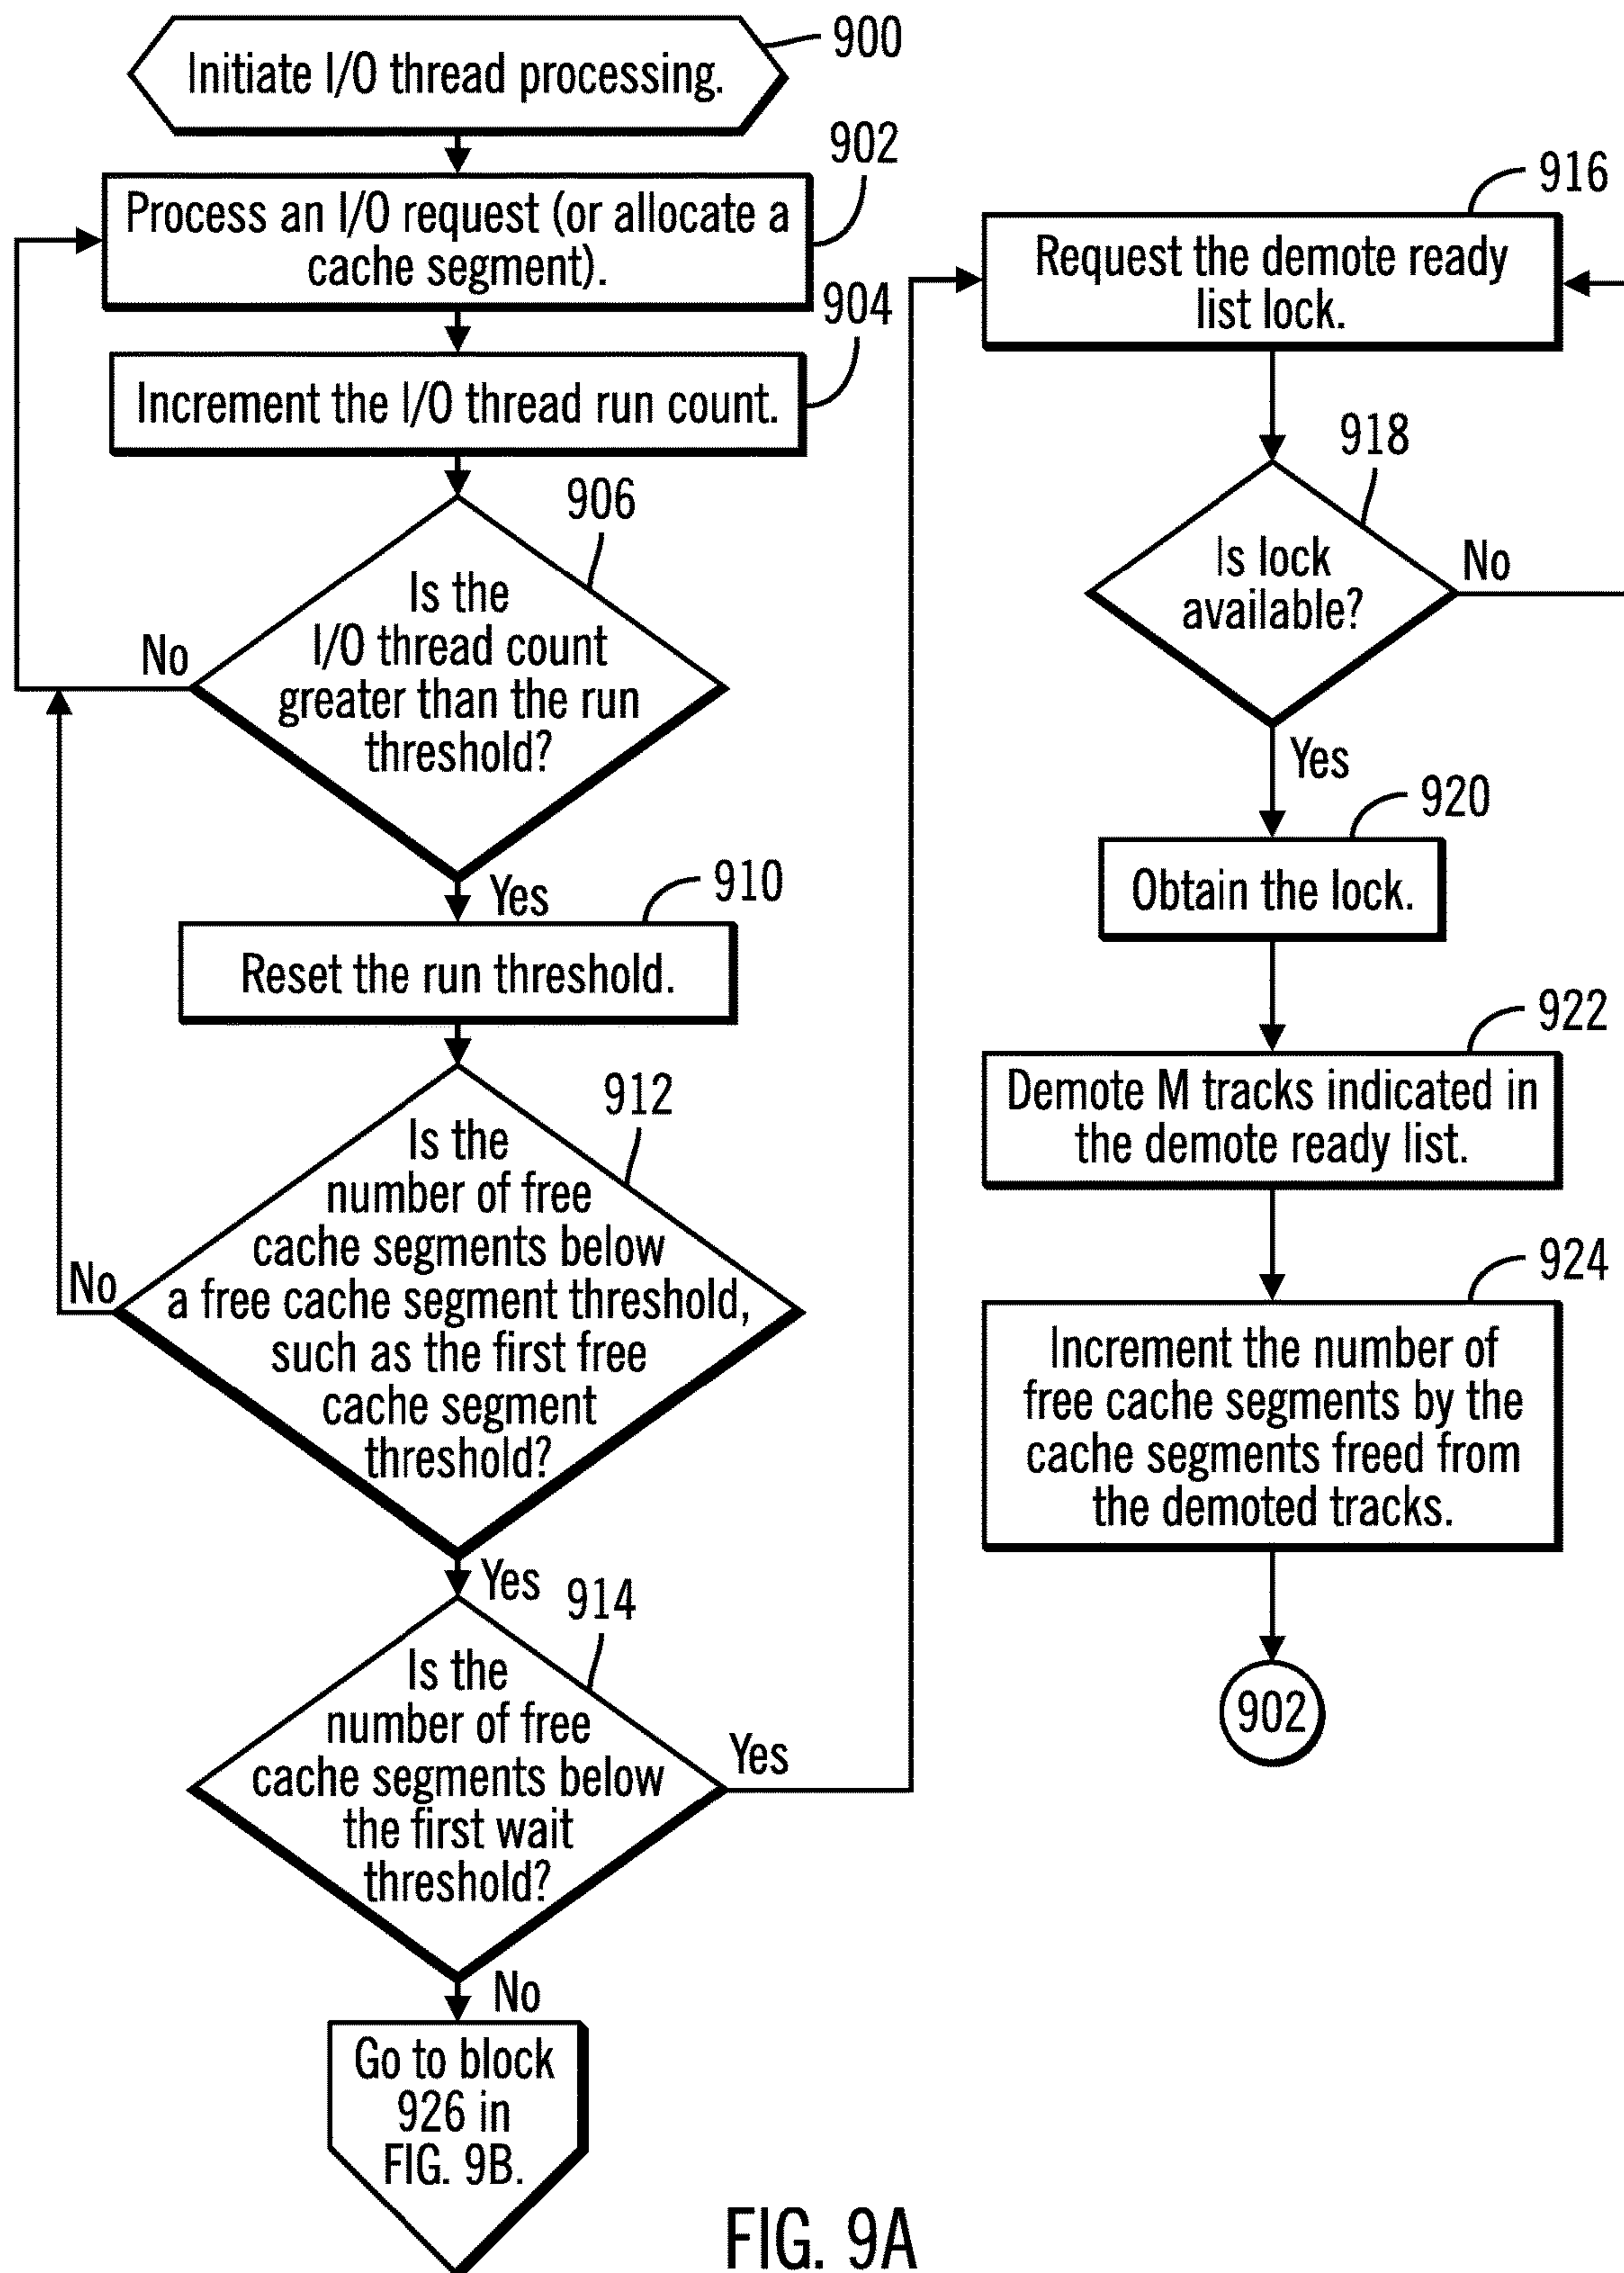 900
Initiate I/O thread processing.
902
Process an I/O request (or allocate a
cache segment).
904
Increment the I/O thread run count.
906
Is the
I/O thread count
greater than the run
threshold?
No
Yes
910
Reset the run threshold.
912
Is the
number of free
cache segments below
a free cache segment threshold,
such as the first free
cache segment
threshold?
No
Yes
914
Is the
number of free
cache segments below
the first wait
threshold?
Yes
No
Go to block
926 in
FIG. 9B.
916
Request the demote ready
list lock.
918
Is lock
available?
No
Yes
920
Obtain the lock.
922
Demote M tracks indicated in
the demote ready list.
924
Increment the number of
free cache segments by the
cache segments freed from
the demoted tracks.
902
FIG. 9A